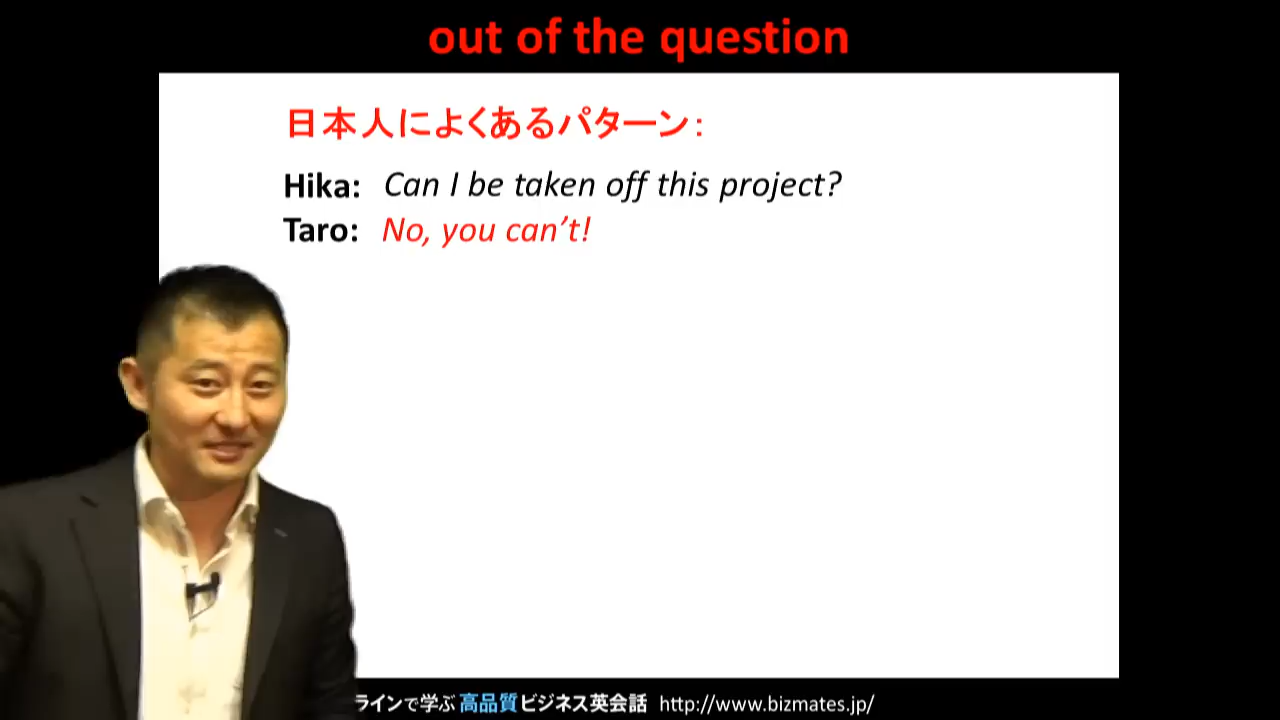 out of the question
日本人によくあるパターン：
Hika: Can I be taken off this project?
Taro: No, you can’t!
ラインで学ぶ高品質ビジネス英会話 http://www.bizmates.jp/